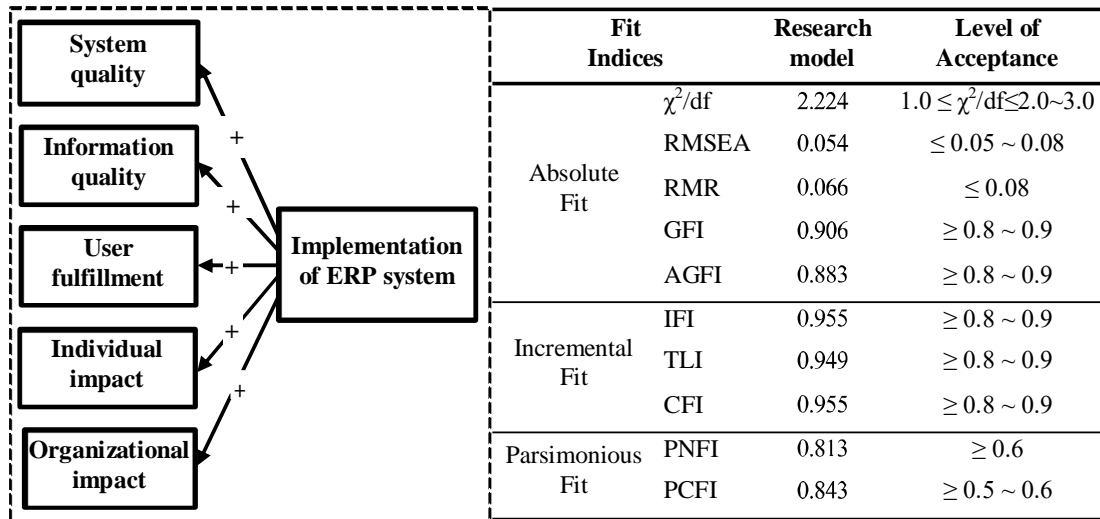 System
quality
Information
quality
User
fulfillment
Individual
impact
Organizational
impact
+
+
+
+
+
Implementation
of ERP system
Fit
Indices
Research
model
Level of
Acceptance
Absolute
Fit
χ²/df 2.224 1.0 ≤ χ²/df≤2.0~3.0
RMSEA 0.054 ≤ 0.05 ~ 0.08
RMR 0.066 ≤ 0.08
GFI 0.906 ≥ 0.8 ~ 0.9
AGFI 0.883 ≥ 0.8 ~ 0.9
Incremental
Fit
IFI 0.955 ≥ 0.8 ~ 0.9
TLI 0.949 ≥ 0.8 ~ 0.9
CFI 0.955 ≥ 0.8 ~ 0.9
Parsimonious
Fit
PNFI 0.813 ≥ 0.6
PCFI 0.843 ≥ 0.5 ~ 0.6